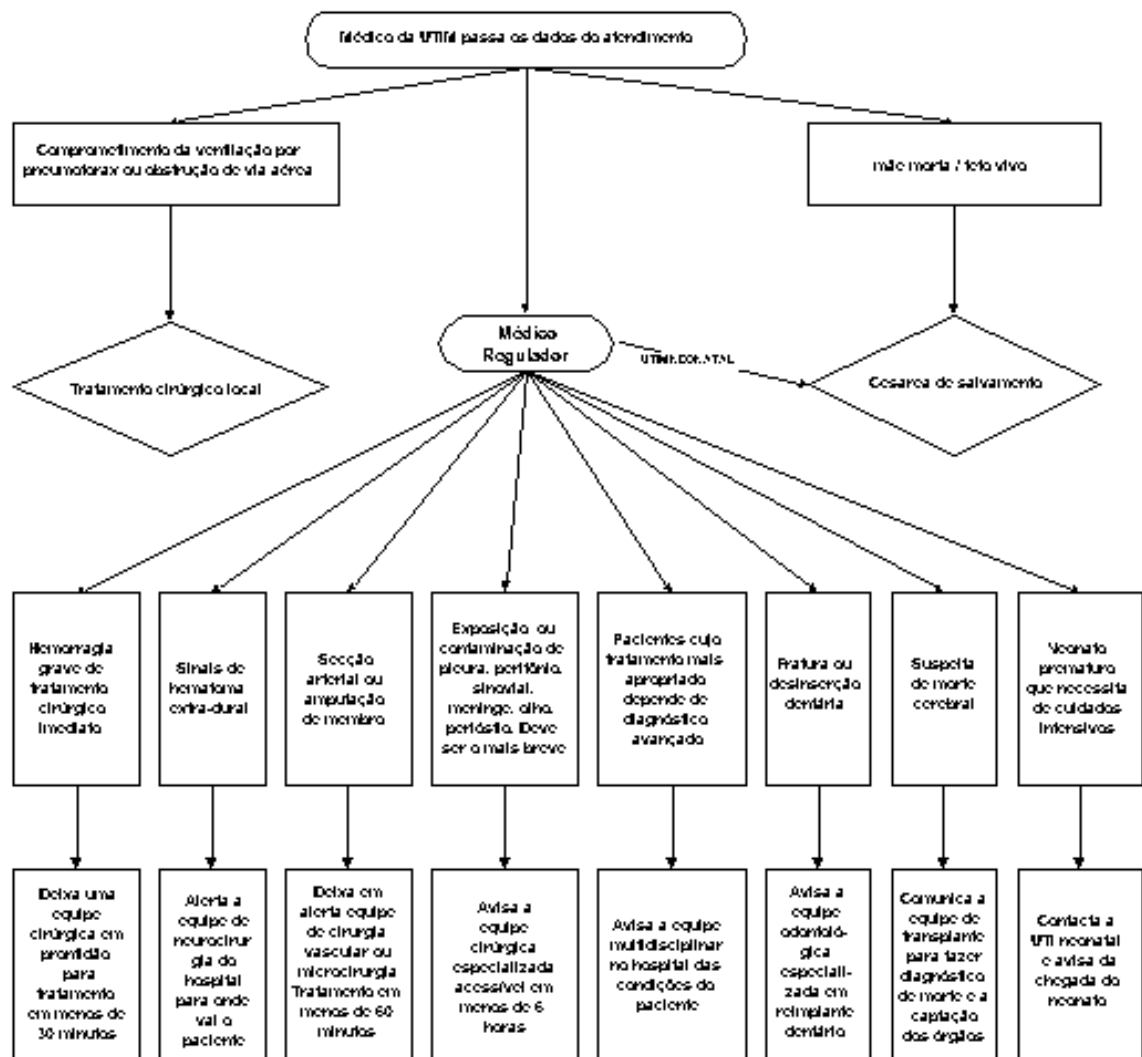 Médico da UTIM passa os dados do atendimento
Comprometimento da ventilação por
pneumotorax ou obstrução de via aérea
mãe morta / feto vivo
Médico
Regulador
UTIM NEONATAL
Tratamento cirúrgico local
Cesarea de salvamento
Hemorragia
grave de
tratamento
cirúrgico
imediato
Sinais de
hematoma
extra-dural
Secção
arterial ou
amputação
de membro
Exposição ou
contaminação de
pleura, peritônio,
sinovial,
meninge, olho,
periósteo. Deve
ser o mais breve
Pacientes cujo
tratamento mais
apropriado
depende de
diagnóstico
avançado
Fratura ou
desinserção
dentária
Suspeita
de morte
cerebral
Neonato
prematuro
que necessita
de cuidados
intensivos
Deixa uma
equipe
cirúrgica em
prontidão
para
tratamento
em menos de
30 minutos
Alerta a
equipe de
neurocirur
gia do
hospital
para onde
vai o
paciente
Deixa em
alerta equipe
de cirurgia
vascular ou
microcirurgia
Tratamento em
menos de 60
minutos
Avisa a
equipe
cirúrgica
especializada
acessível em
menos de 6
horas
Avisa a equipe
multidisciplinar
no hospital das
condições do
paciente
Avisa a
equipe
odontoló-
gica
especiali-
zada em
reimplante
dentário
Comunica a
equipe de
transplante
para fazer
diagnóstico
de morte e a
captação
dos órgãos
Contacta a
UTI neonatal
e avisa da
chegada do
neonato